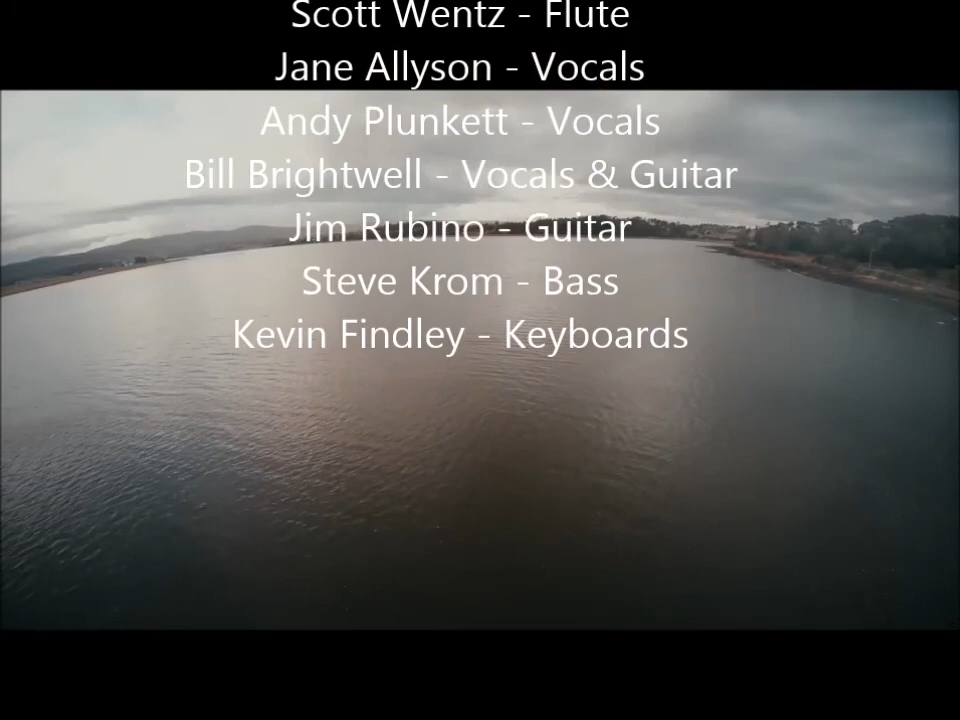 Scott Wentz - Flute
Jane Allyson - Vocals
Andy Plunkett - Vocals
Bill Brightwell - Vocals & Guitar
Jim Rubino - Guitar
Steve Krom - Bass
Kevin Findley - Keyboards